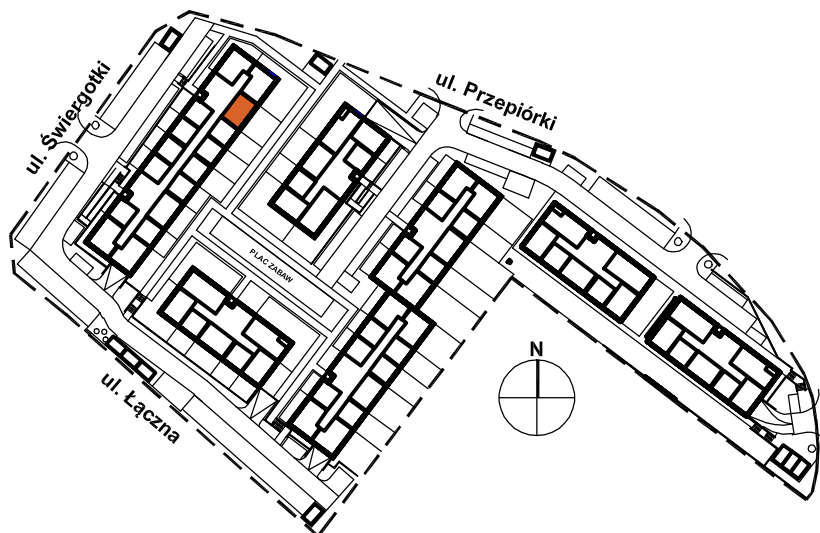 ul. Świergotki
ul. Przepiórki
PLAC ZABAW
N
ul. Łączna